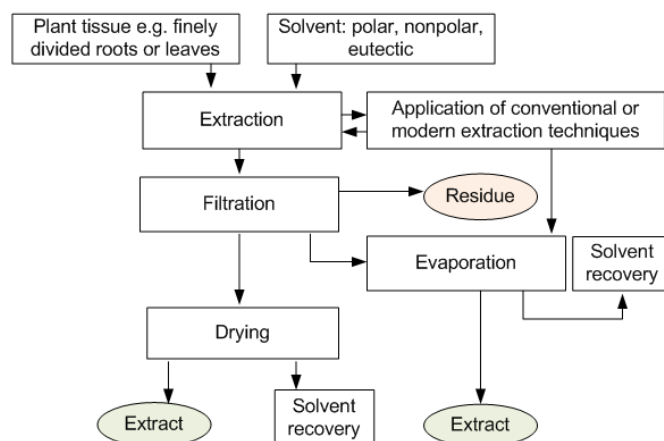 Plant tissue e.g. finely
divided roots or leaves
Solvent: polar, nonpolar,
eutectic
Extraction
Application of conventional or
modern extraction techniques
Filtration
Residue
Evaporation
Solvent
recovery
Drying
Extract
Solvent
recovery
Extract